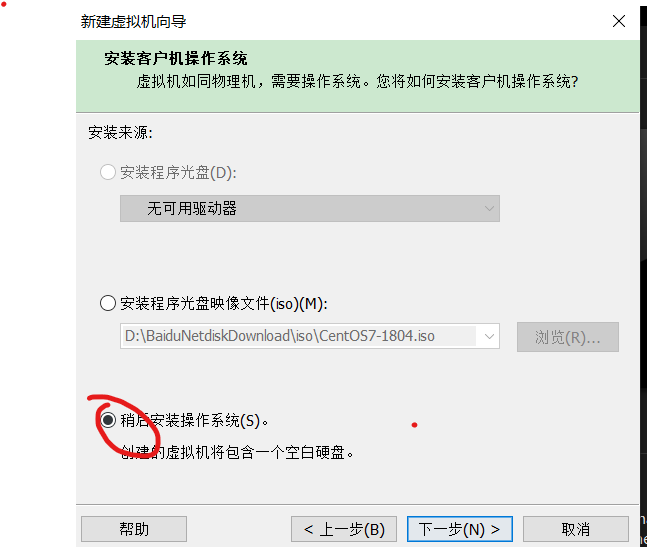 新建虚拟机向导
安装客户机操作系统
虚拟机如同物理机，需要操作系统。您将如何安装客户机操作系统?
安装来源:
安装程序光盘(D):
无可用驱动器
安装程序光盘映像文件(iso)(M):
D:\BaiduNetdiskDownload\iso\CentOS7-1804.iso
浏览(R)...
稍后安装操作系统(S)。
创建的虚拟机将包含一个空白硬盘。
帮助
< 上一步(B)
下一步(N) >
取消